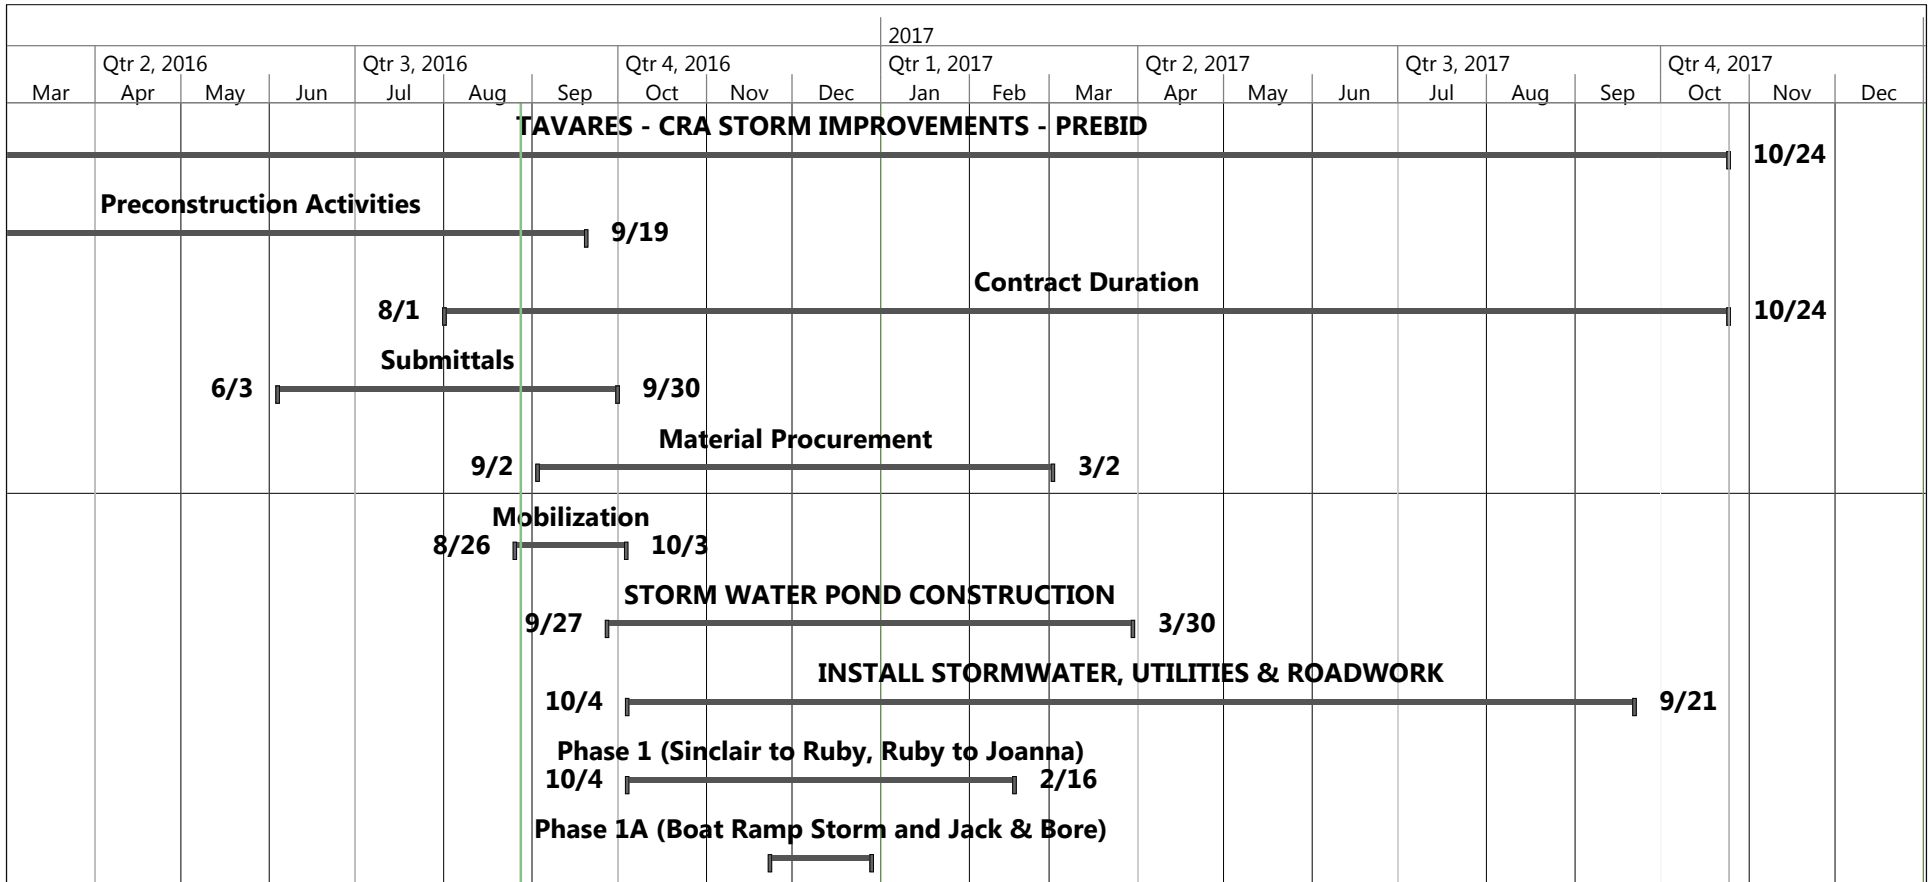 2017
Qtr 2, 2016 Qtr 3, 2016 Qtr 4, 2016 Qtr 1, 2017 Qtr 2, 2017 Qtr 3, 2017 Qtr 4, 2017
Mar Apr May Jun Jul Aug Sep Oct Nov Dec Jan Feb Mar Apr May Jun Jul Aug Sep Oct Nov Dec
TAVARES - CRA STORM IMPROVEMENTS - PREBID
10/24
Preconstruction Activities
9/19
Contract Duration
8/1 10/24
Submittals
6/3 9/30
Material Procurement
9/2 3/2
Mobilization
8/26 10/3
STORM WATER POND CONSTRUCTION
9/27 3/30
INSTALL STORMWATER, UTILITIES & ROADWORK
10/4 9/21
Phase 1 (Sinclair to Ruby, Ruby to Joanna)
10/4 2/16
Phase 1A (Boat Ramp Storm and Jack & Bore)